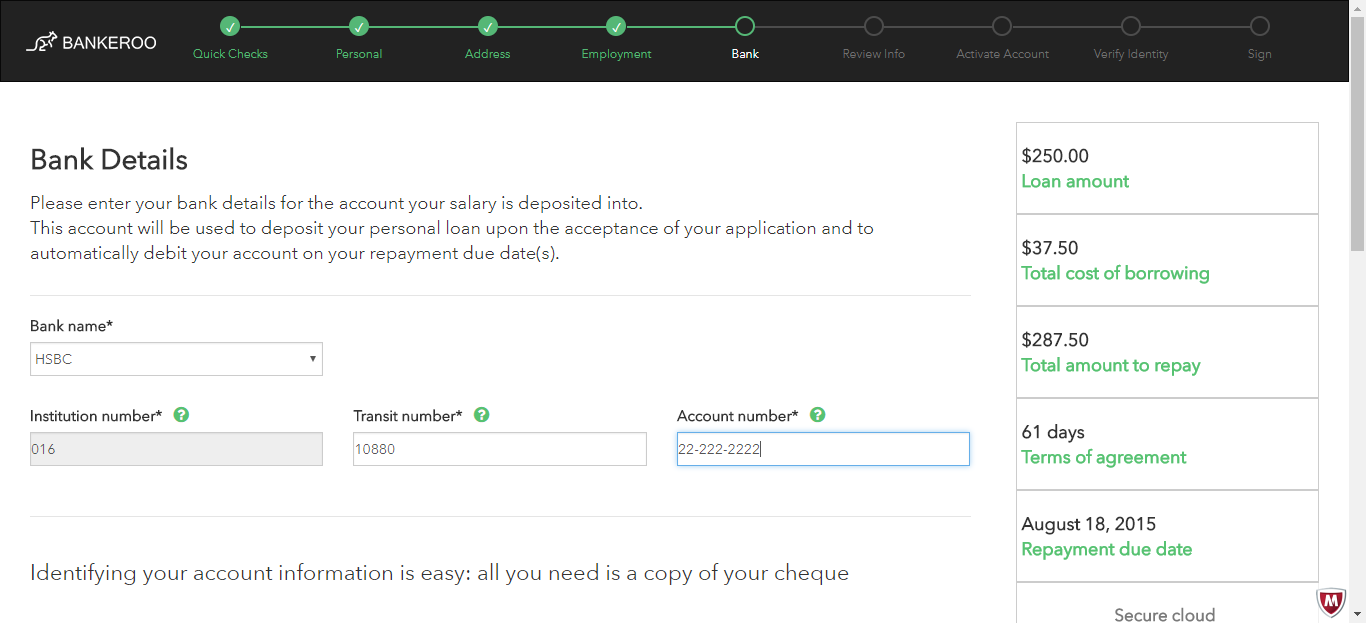 BANKEROO
Quick Checks
Personal
Address
Employment
Bank
Review Info
Activate Account
Verify Identity
Sign
Bank Details
Please enter your bank details for the account your salary is deposited into.
This account will be used to deposit your personal loan upon the acceptance of your application and to
automatically debit your account on your repayment due date(s).
Bank name*
HSBC
Institution number* ?
016
Transit number* ?
10880
Account number* ?
22-222-2222
Identifying your account information is easy: all you need is a copy of your cheque
$250.00
Loan amount
$37.50
Total cost of borrowing
$287.50
Total amount to repay
61 days
Terms of agreement
August 18, 2015
Repayment due date
Secure cloud
M